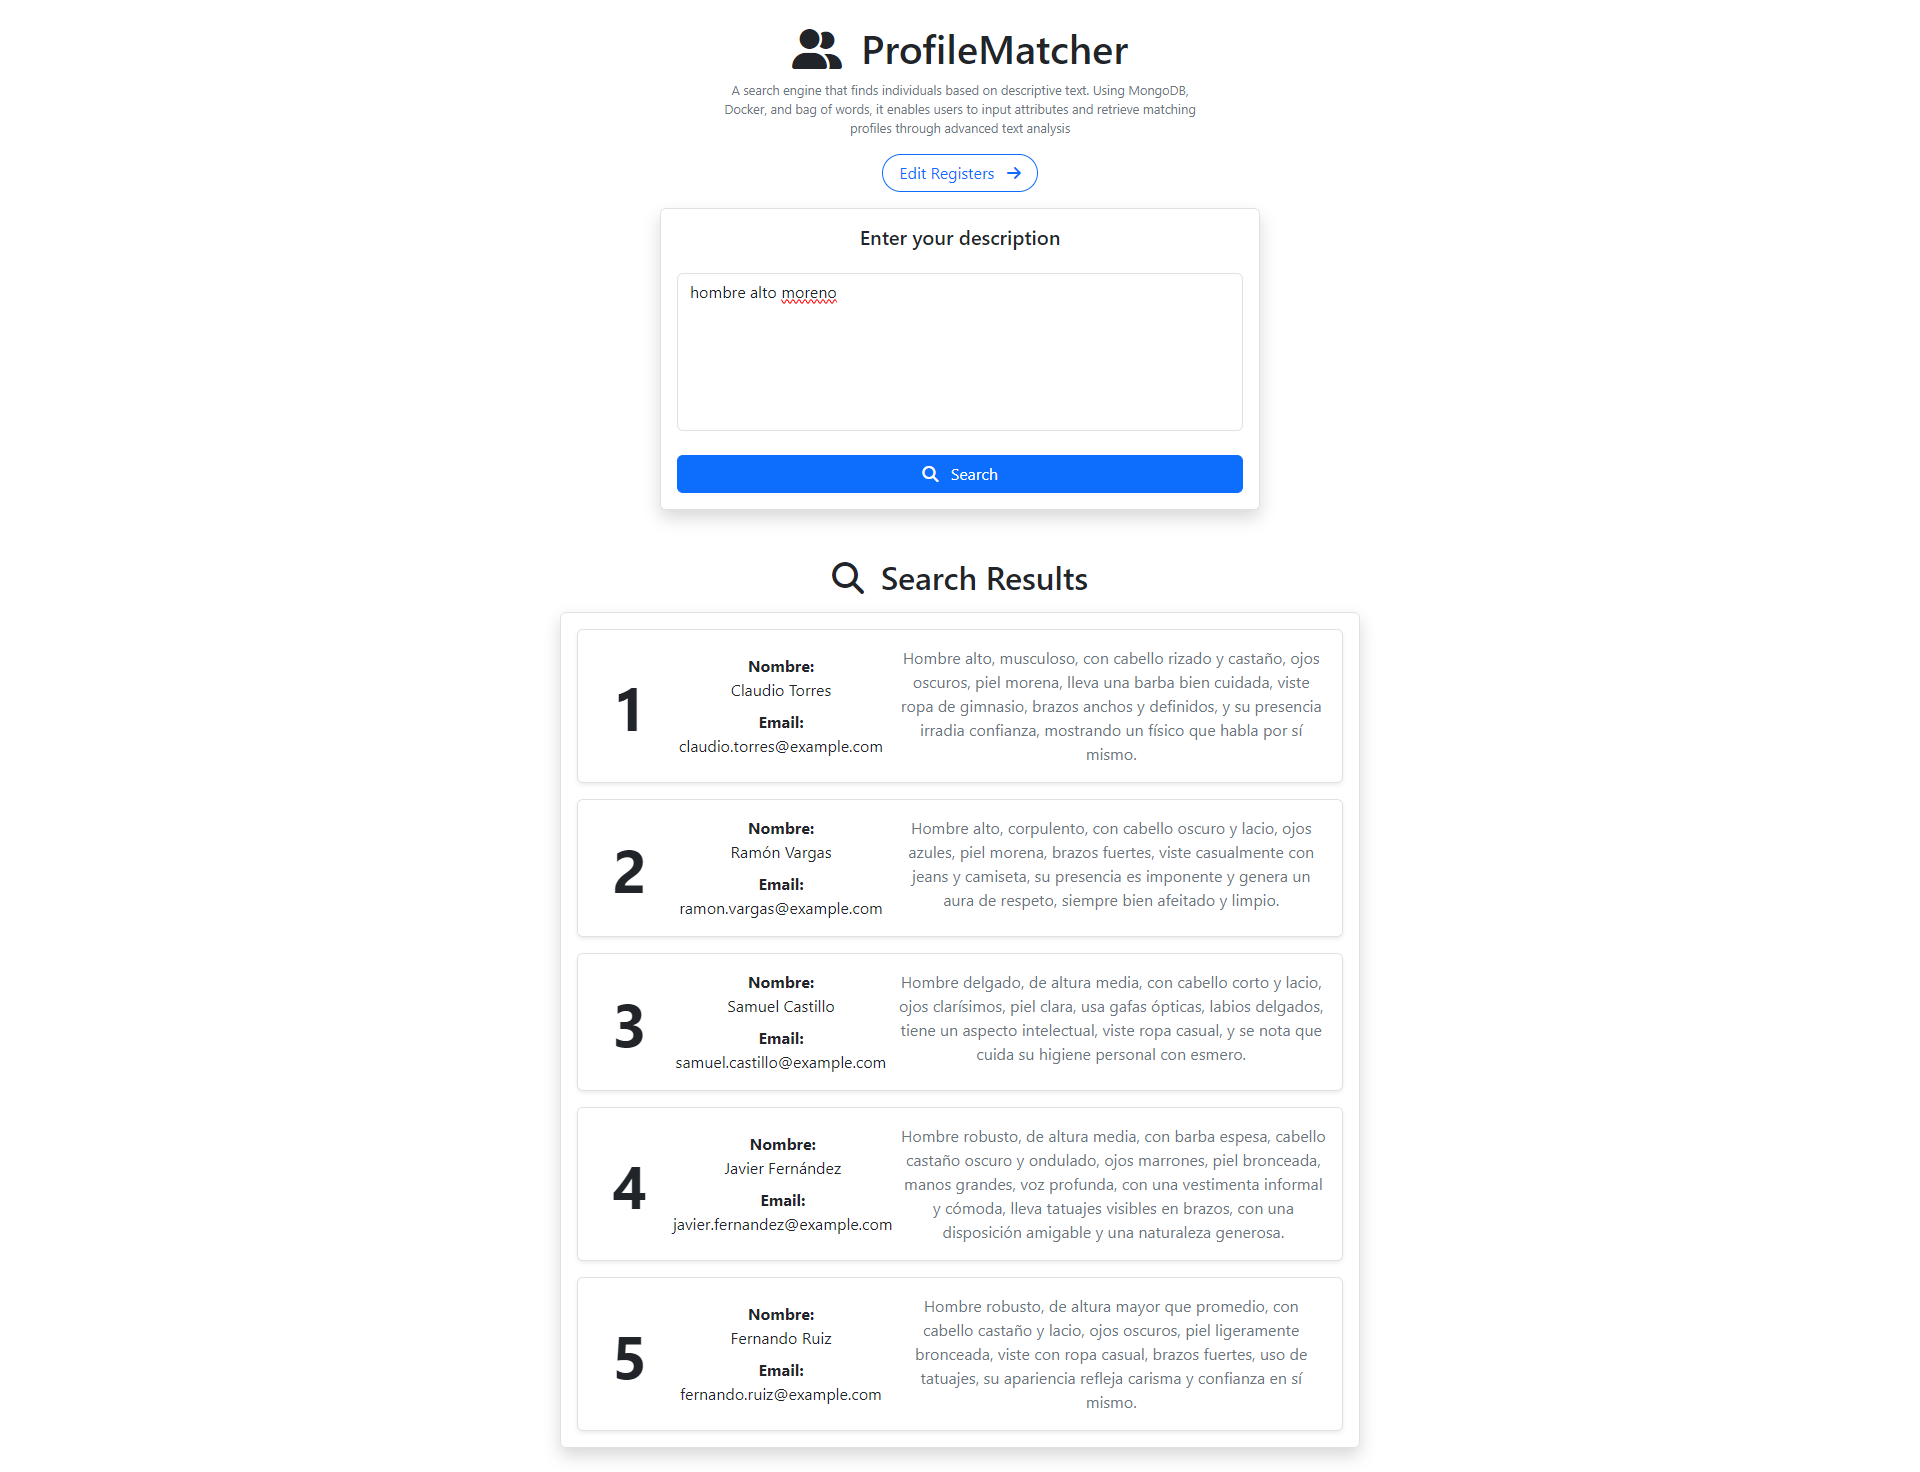 ProfileMatcher
A search engine that finds individuals based on descriptive text. Using MongoDB,
Docker, and bag of words, it enables users to input attributes and retrieve matching
profiles through advanced text analysis
Edit Registers
Enter your description
hombre alto moreno
Search
Search Results
1
Nombre:
Claudio Torres
Email:
claudio.torres@example.com
Hombre alto, musculoso, con cabello rizado y castaño, ojos
oscuros, piel morena, lleva una barba bien cuidada, viste
ropa de gimnasio, brazos anchos y definidos, y su presencia
irradia confianza, mostrando un físico que habla por sí
mismo.
2
Nombre:
Ramón Vargas
Email:
ramon.vargas@example.com
Hombre alto, corpulento, con cabello oscuro y lacio, ojos
azules, piel morena, brazos fuertes, viste casualmente con
jeans y camiseta, su presencia es imponente y genera un
aura de respeto, siempre bien afeitado y limpio.
3
Nombre:
Samuel Castillo
Email:
samuel.castillo@example.com
Hombre delgado, de altura media, con cabello corto y lacio,
ojos clarísimos, piel clara, usa gafas ópticas, labios delgados,
tiene un aspecto intelectual, viste ropa casual, y se nota que
cuida su higiene personal con esmero.
4
Nombre:
Javier Fernández
Email:
javier.fernandez@example.com
Hombre robusto, de altura media, con barba espesa, cabello
castaño oscuro y ondulado, ojos marrones, piel bronceada,
manos grandes, voz profunda, con una vestimenta informal
y cómoda, lleva tatuajes visibles en brazos, con una
disposición amigable y una naturaleza generosa.
5
Nombre:
Fernando Ruiz
Email:
fernando.ruiz@example.com
Hombre robusto, de altura mayor que promedio, con
cabello castaño y lacio, ojos oscuros, piel ligeramente
bronceada, viste con ropa casual, brazos fuertes, uso de
tatuajes, su apariencia refleja carisma y confianza en sí
mismo.